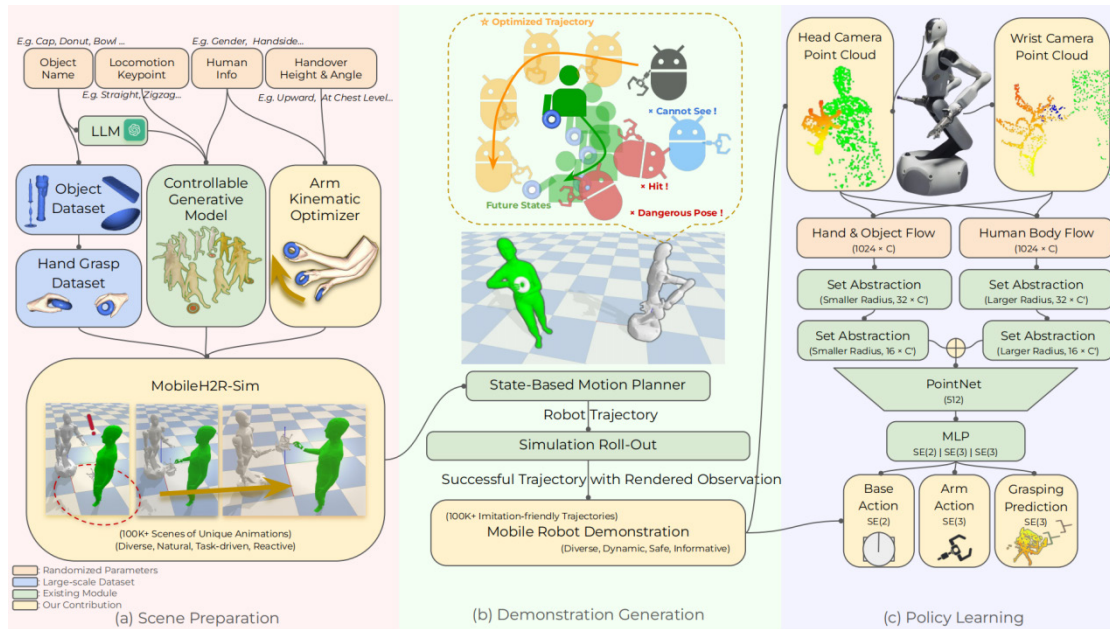 E.g. Cap, Donut, Bowl ...
E.g. Gender, Handside...
Object
Name
Locomotion
Keypoint
Human
Info
Handover
Height & Angle
E.g. Straight, Zigzag...
E.g. Upward, At Chest Level...
LLM
Object
Dataset
Controllable
Generative
Model
Arm
Kinematic
Optimizer
Hand Grasp
Dataset
MobileH2R-Sim
!
(100K+ Scenes of Unique Animations)
(Diverse, Natural, Task-driven, Reactive)
: Randomized Parameters
: Large-scale Dataset
: Existing Module
: Our Contribution
(a) Scene Preparation
☆ Optimized Trajectory
× Cannot See !
× Hit !
Future States
× Dangerous Pose !
State-Based Motion Planner
Robot Trajectory
Simulation Roll-Out
Successful Trajectory with Rendered Observation
(100K+ Imitation-friendly Trajectories)
Mobile Robot Demonstration
(Diverse, Dynamic, Safe, Informative)
(b) Demonstration Generation
Head Camera
Point Cloud
Wrist Camera
Point Cloud
Hand & Object Flow
(1024 × C)
Human Body Flow
(1024 × C)
Set Abstraction
(Smaller Radius, 32 × C')
Set Abstraction
(Larger Radius, 32 × C')
Set Abstraction
(Smaller Radius, 16 × C')
Set Abstraction
(Larger Radius, 16 × C')
PointNet
(512)
MLP
SE(2) | SE(3) | SE(3)
Base
Action
SE(2)
Arm
Action
SE(3)
Grasping
Prediction
SE(3)
(c) Policy Learning